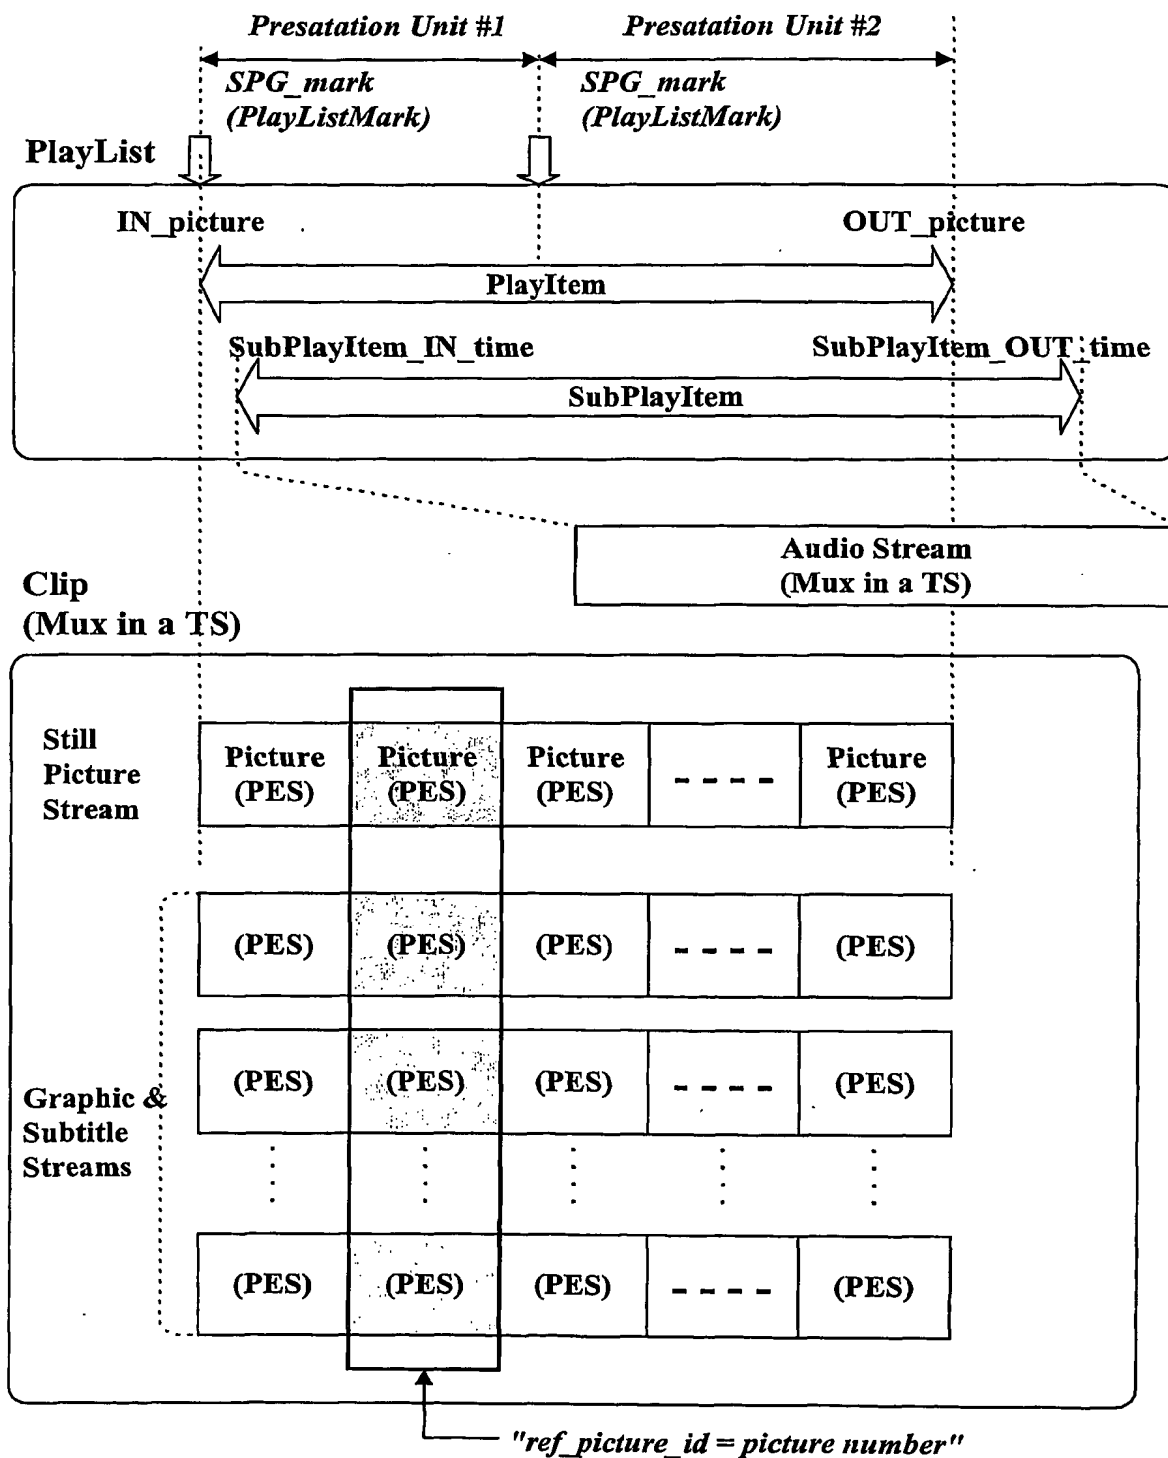 Presatation Unit #1
Presatation Unit #2
SPG_mark
(PlayListMark)
SPG_mark
(PlayListMark)
PlayList
IN_picture
OUT_picture
PlayItem
SubPlayItem_IN_time
SubPlayItem_OUT_time
SubPlayItem
Audio Stream
(Mux in a TS)
Clip
(Mux in a TS)
Still
Picture
Stream
Picture
(PES)
Picture
(PES)
Picture
(PES)
- - - -
Picture
(PES)
(PES)
(PES)
(PES)
- - - -
(PES)
(PES)
(PES)
(PES)
- - - -
(PES)
Graphic &
Subtitle
Streams
(PES)
(PES)
(PES)
- - - -
(PES)
"ref_picture_id = picture number"